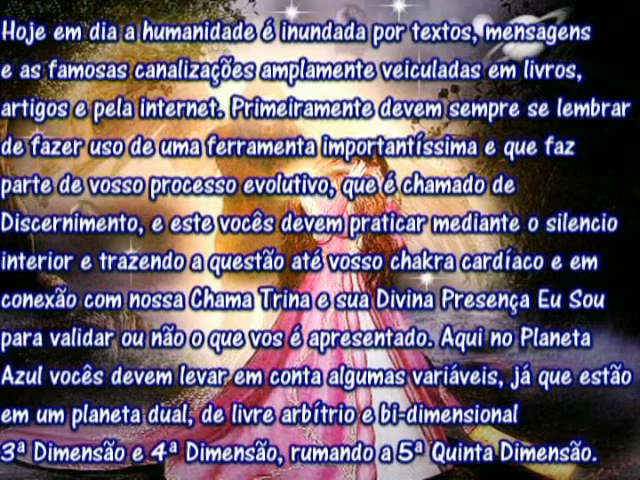 Hoje em dia a humanidade é inundada por textos, mensagens
e as famosas canalizações amplamente veiculadas em livros,
artigos e pela internet. Primeiramente devem sempre se lembrar
de fazer uso de uma ferramenta importantíssima e que faz
parte de vosso processo evolutivo, que é chamado de
Discernimento, e este vocês devem praticar mediante o silencio
interior e trazendo a questão até vosso chakra cardíaco e em
conexão com nossa Chama Trina e sua Divina Presença Eu Sou
para validar ou não o que vos é apresentado. Aqui no Planeta
Azul vocês devem levar em conta algumas variáveis, já que estão
em um planeta dual, de livre arbítrio e bi-dimensional
3ª Dimensão e 4ª Dimensão, rumando a 5ª Quinta Dimensão.